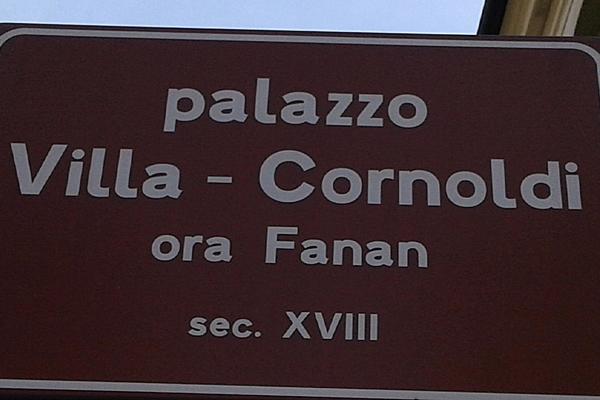 palazzo
Villa - Cornoldi
ora Fanan
sec. XVIII